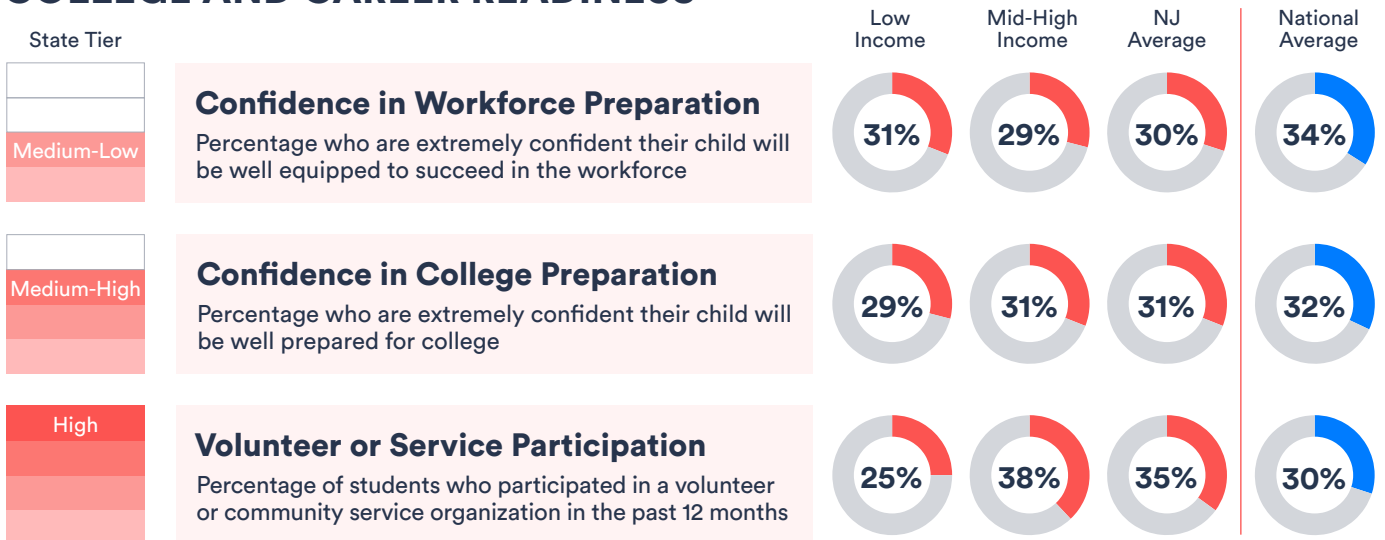 COLLEGE AND CAREER READINESS
State Tier
Low
Income
Mid-High
Income
NJ
Average
National
Average
Medium-Low
Confidence in Workforce Preparation
Percentage who are extremely confident their child will
be well equipped to succeed in the workforce
31%
29%
30%
34%
Medium-High
Confidence in College Preparation
Percentage who are extremely confident their child will
be well prepared for college
29%
31%
31%
32%
High
Volunteer or Service Participation
Percentage of students who participated in a volunteer
or community service organization in the past 12 months
25%
38%
35%
30%